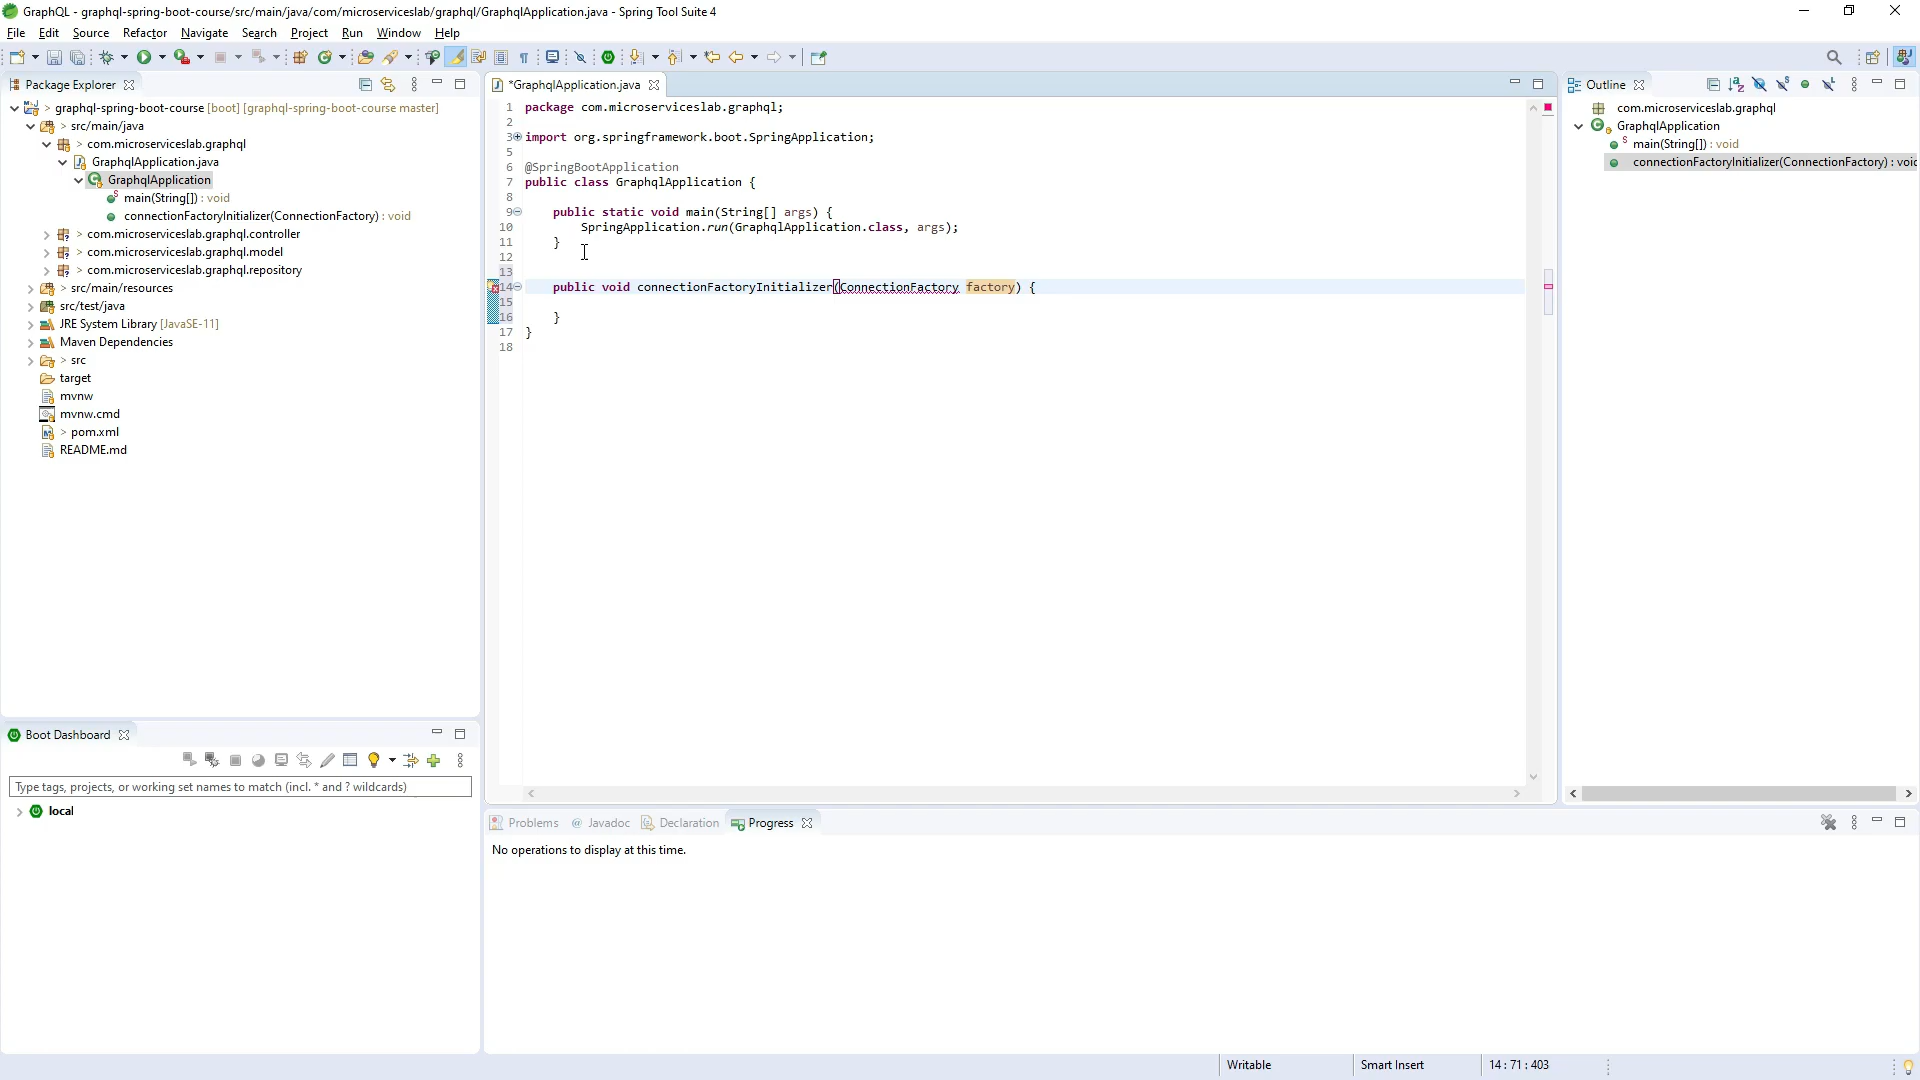 GraphQL - graphql-spring-boot-course/src/main/java/com/microserviceslab/graphql/GraphqlApplication.java - Spring Tool Suite 4
File Edit Source Refactor Navigate Search Project Run Window Help
Package Explorer
> graphql-spring-boot-course [boot] [graphql-spring-boot-course master]
> src/main/java
> com.microserviceslab.graphql
GraphqlApplication.java
GraphqlApplication
main(String[]) : void
connectionFactoryInitializer(ConnectionFactory) : void
> com.microserviceslab.graphql.controller
> com.microserviceslab.graphql.model
> com.microserviceslab.graphql.repository
> src/main/resources
src/test/java
JRE System Library [JavaSE-11]
Maven Dependencies
> src
target
mvnw
mvnw.cmd
> pom.xml
README.md
*GraphqlApplication.java
1 package com.microserviceslab.graphql;
2
3 import org.springframework.boot.SpringApplication;
5
6 @SpringBootApplication
7 public class GraphqlApplication {
8
9 public static void main(String[] args) {
10 SpringApplication.run(GraphqlApplication.class, args);
11 }
12
13
14 public void connectionFactoryInitializer(ConnectionFactory factory) {
15
16 }
17 }
18
Outline
com.microserviceslab.graphql
GraphqlApplication
main(String[]) : void
connectionFactoryInitializer(ConnectionFactory) : voic
Boot Dashboard
Type tags, projects, or working set names to match (incl. * and ? wildcards)
local
Problems @ Javadoc Declaration Progress
No operations to display at this time.
Writable Smart Insert 14 : 71 : 403